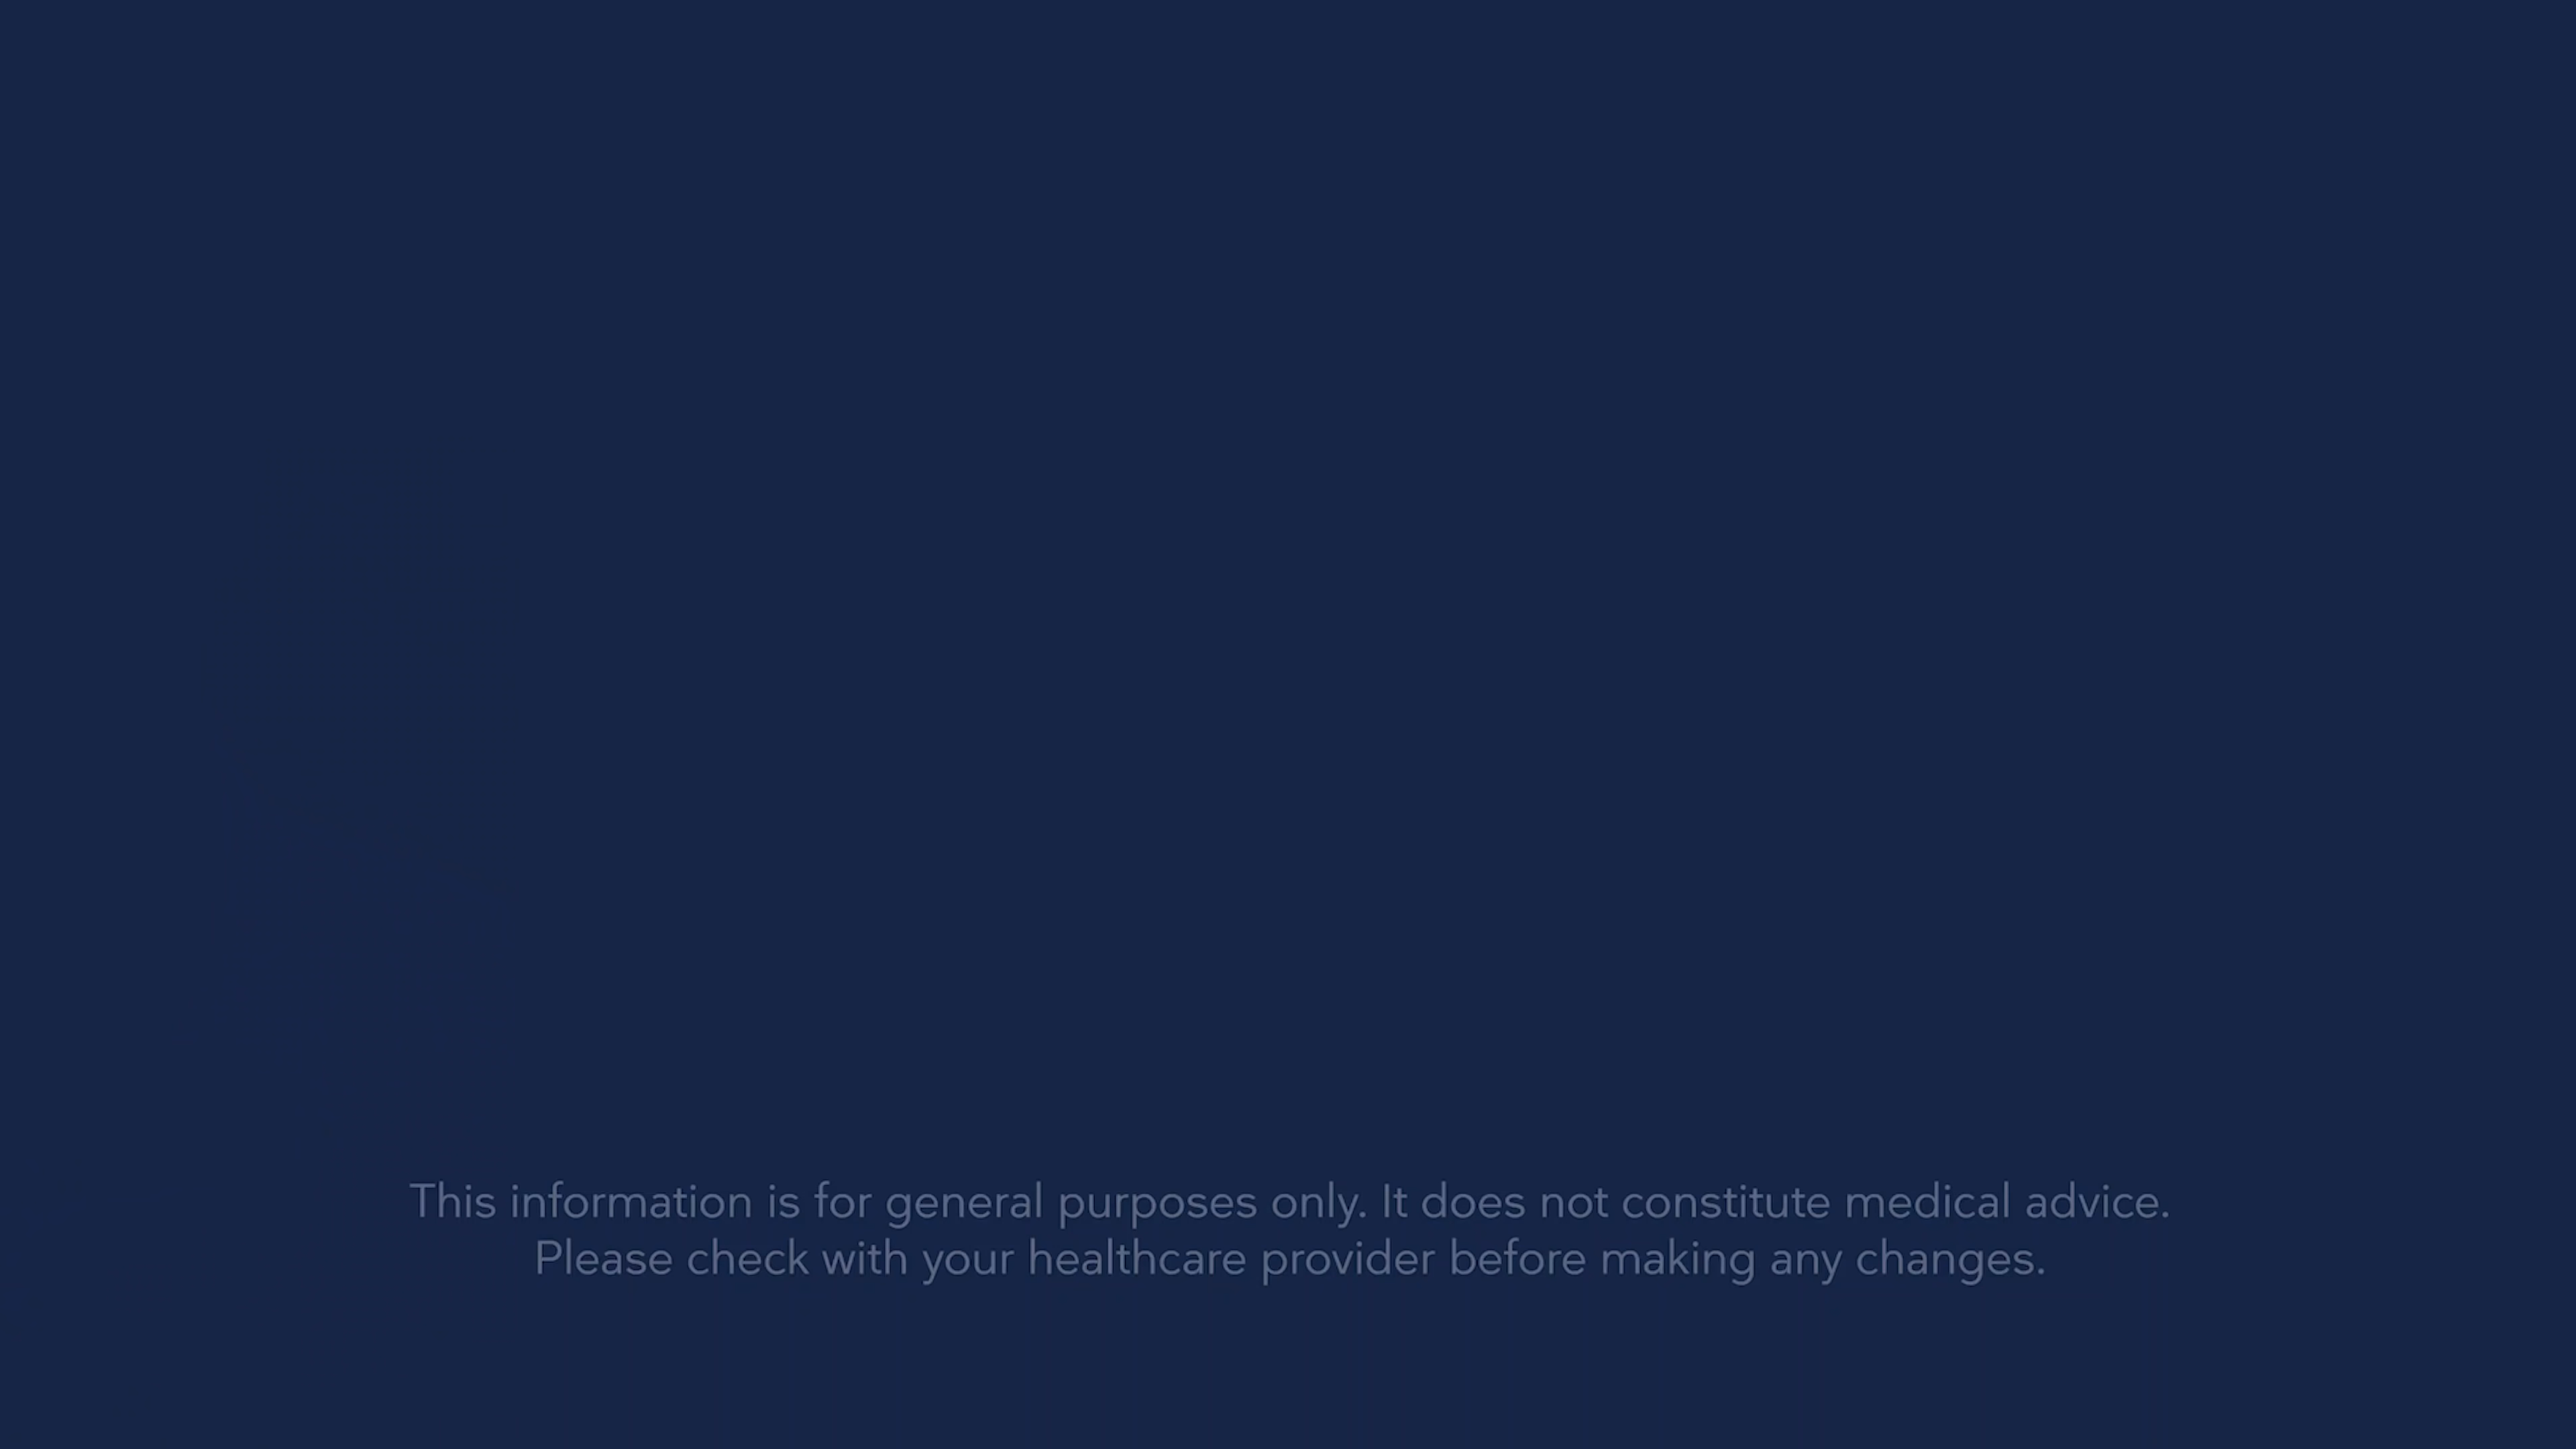 This information is for general purposes only. It does not constitute medical advice.
Please check with your healthcare provider before making any changes.